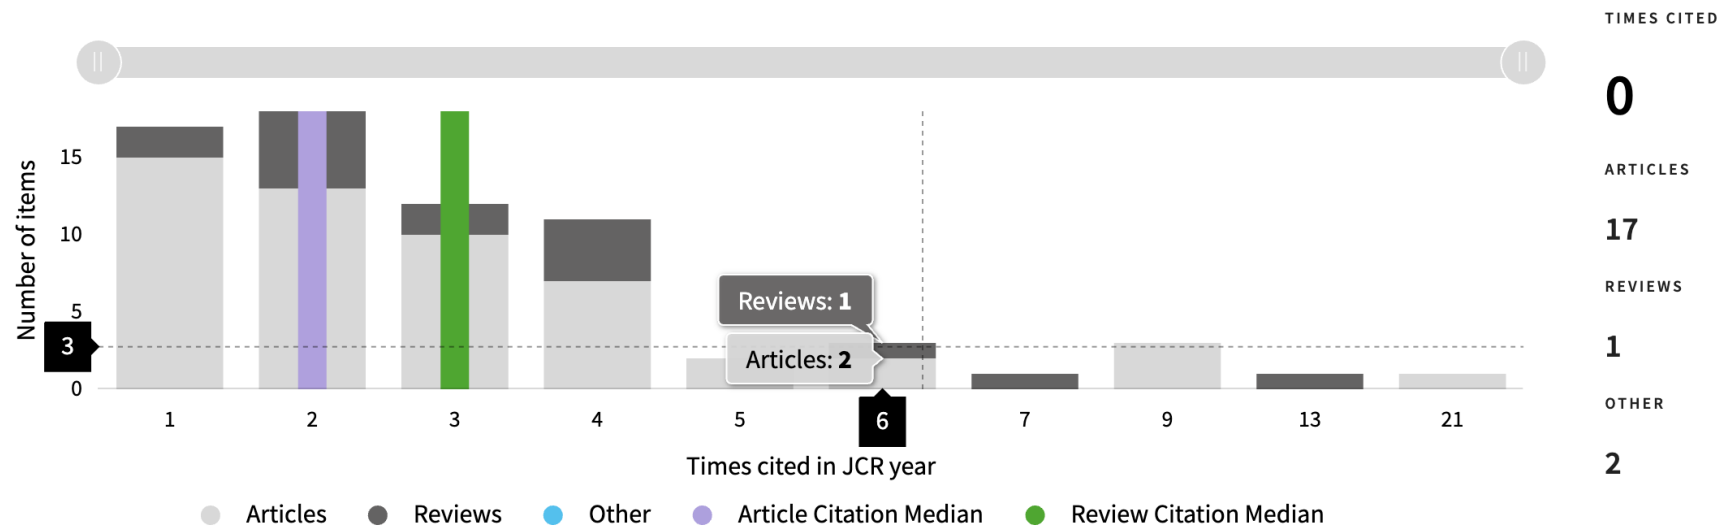 TIMES CITED
0
ARTICLES
17
REVIEWS
1
OTHER
2
Number of items
15
10
5
3
0
Reviews: 1
Articles: 2
1 2 3 4 5 6 7 9 13 21
Times cited in JCR year
Articles Reviews Other Article Citation Median Review Citation Median